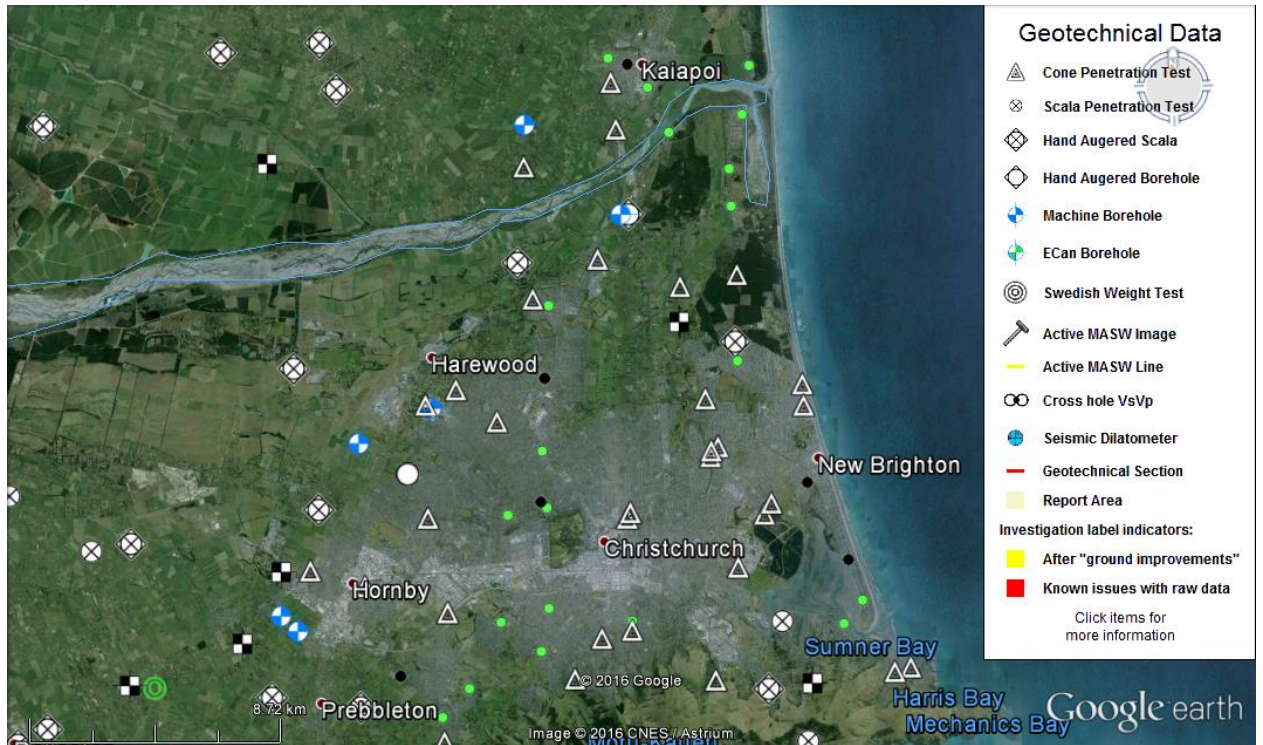 Kaiapoi
Harewood
New Brighton
Christchurch
Hornby
Sumner Bay
© 2016 Google
Harris Bay
8.72 km
Prebbleton
Mechanics Bay
Image © 2016 CNES / Astrium
Google earth
Geotechnical Data
Cone Penetration Test
Scala Penetration Test
Hand Augered Scala
Hand Augered Borehole
Machine Borehole
ECan Borehole
Swedish Weight Test
Active MASW Image
Active MASW Line
Cross hole VsVp
Seismic Dilatometer
Geotechnical Section
Report Area
Investigation label indicators:
After "ground improvements"
Known issues with raw data
Click items for
more information